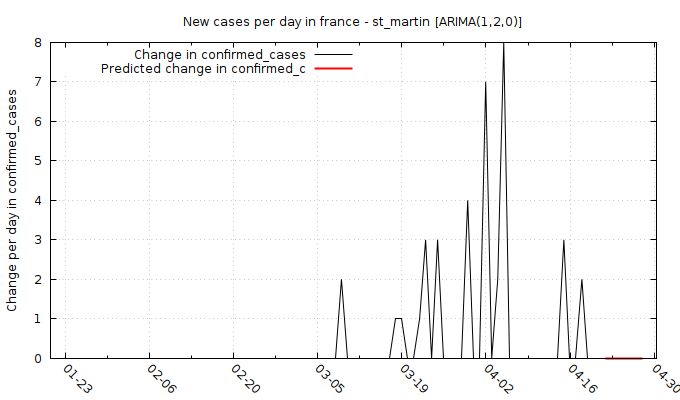 New cases per day in france - st_martin [ARIMA(1,2,0)]
Change in confirmed_cases
Predicted change in confirmed_c
Change per day in confirmed_cases
8
7
6
5
4
3
2
1
0
01-23 02-06 02-20 03-05 03-19 04-02 04-16 04-30